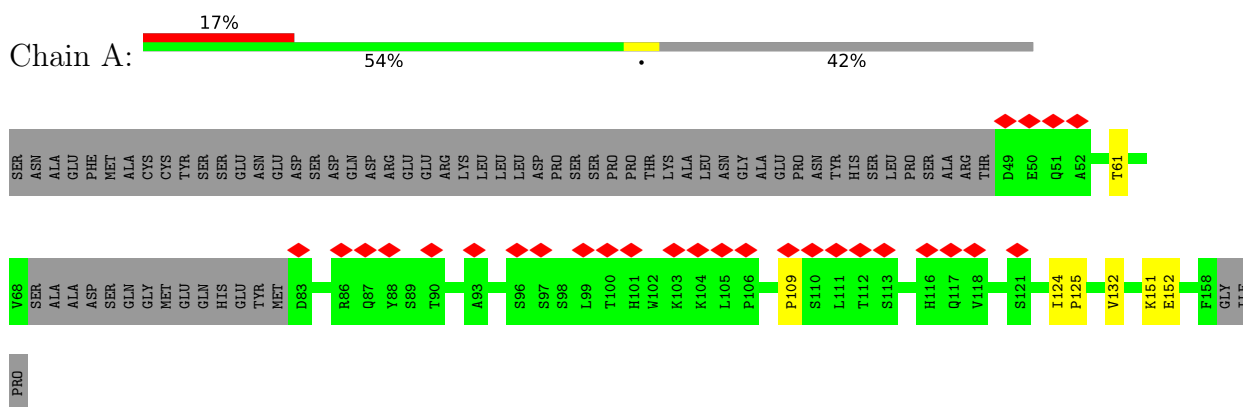 17%
Chain A:
54% • 42%
SER ASN ALA ALA GLU PHE MET ALA CYS CYS TYR SER SER GLU ASN GLU ASP SER ASP GLN ASP ARG GLU GLU ARG LYS LEU LEU LEU ASP PRO SER SER PRO PRO THR LYS ALA LEU ASN GLY ALA GLU PRO ASN TYR HIS SER LEU PRO SER ALA ARG THR D49 E50 Q51 A52 T61
V68 SER ALA ALA ASP SER GLN GLY MET GLU GLN HIS GLU TYR MET D83 R86 Q87 Y88 S89 T90 A93 S96 S97 S98 L99 T100 H101 W102 K103 K104 L105 P106 P109 S110 L111 T112 S113 H116 Q117 V118 S121 I124 P125 V132 K151 E152 F158 GLY ILE
PRO